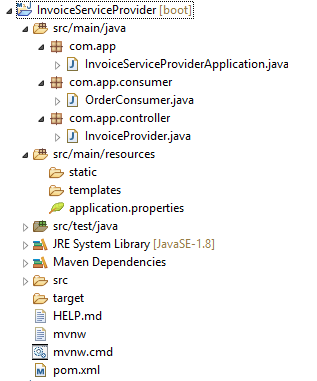 InvoiceServiceProvider [boot]
src/main/java
com.app
InvoiceServiceProviderApplication.java
com.app.consumer
OrderConsumer.java
com.app.controller
InvoiceProvider.java
src/main/resources
static
templates
application.properties
src/test/java
JRE System Library [JavaSE-1.8]
Maven Dependencies
src
target
HELP.md
mvnw
mvnw.cmd
pom.xml